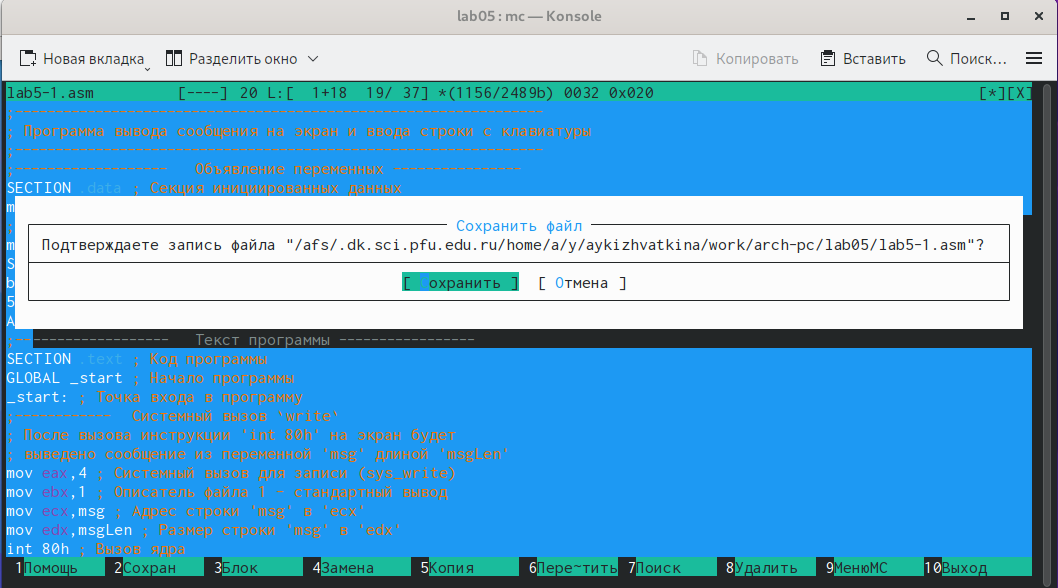 lab05 : mc — Konsole
Новая вкладка Разделить окно Копировать Вставить Поиск...
lab5-1.asm [----] 20 L:[ 1+18 19/ 37] *(1156/2489b) 0032 0x020 [*][X]
;-----------------------------------------------------------
; Программа вывода сообщения на экран и ввода строки с клавиатуры
;-----------------------------------------------------------
;----------------- Объявление переменных --------------
SECTION .data ; Секция инициированных данных
m
Сохранить файл
Подтверждаете запись файла "/afs/.dk.sci.pfu.edu.ru/home/a/y/aykizhvatkina/work/arch-pc/lab05/lab5-1.asm"?
m
S
b
[ Сохранить ] [ Отмена ]
5
A
;----------------- Текст программы ---------------
SECTION .text ; Код программы
GLOBAL _start ; Начало программы
_start: ; Точка входа в программу
;----------- Системный вызов `write`
; После вызова инструкции 'int 80h' на экран будет
; выведено сообщение из переменной 'msg' длиной 'msgLen'
mov eax,4 ; Системный вызов для записи (sys_write)
mov ebx,1 ; Описатель файла 1 - стандартный вывод
mov ecx,msg ; Адрес строки 'msg' в 'ecx'
mov edx,msgLen ; Размер строки 'msg' в 'edx'
int 80h ; Вызов ядра
1Помощь 2Сохран 3Блок 4Замена 5Копия 6Пере~тить 7Поиск 8Удалить 9МенюМС 10Выход